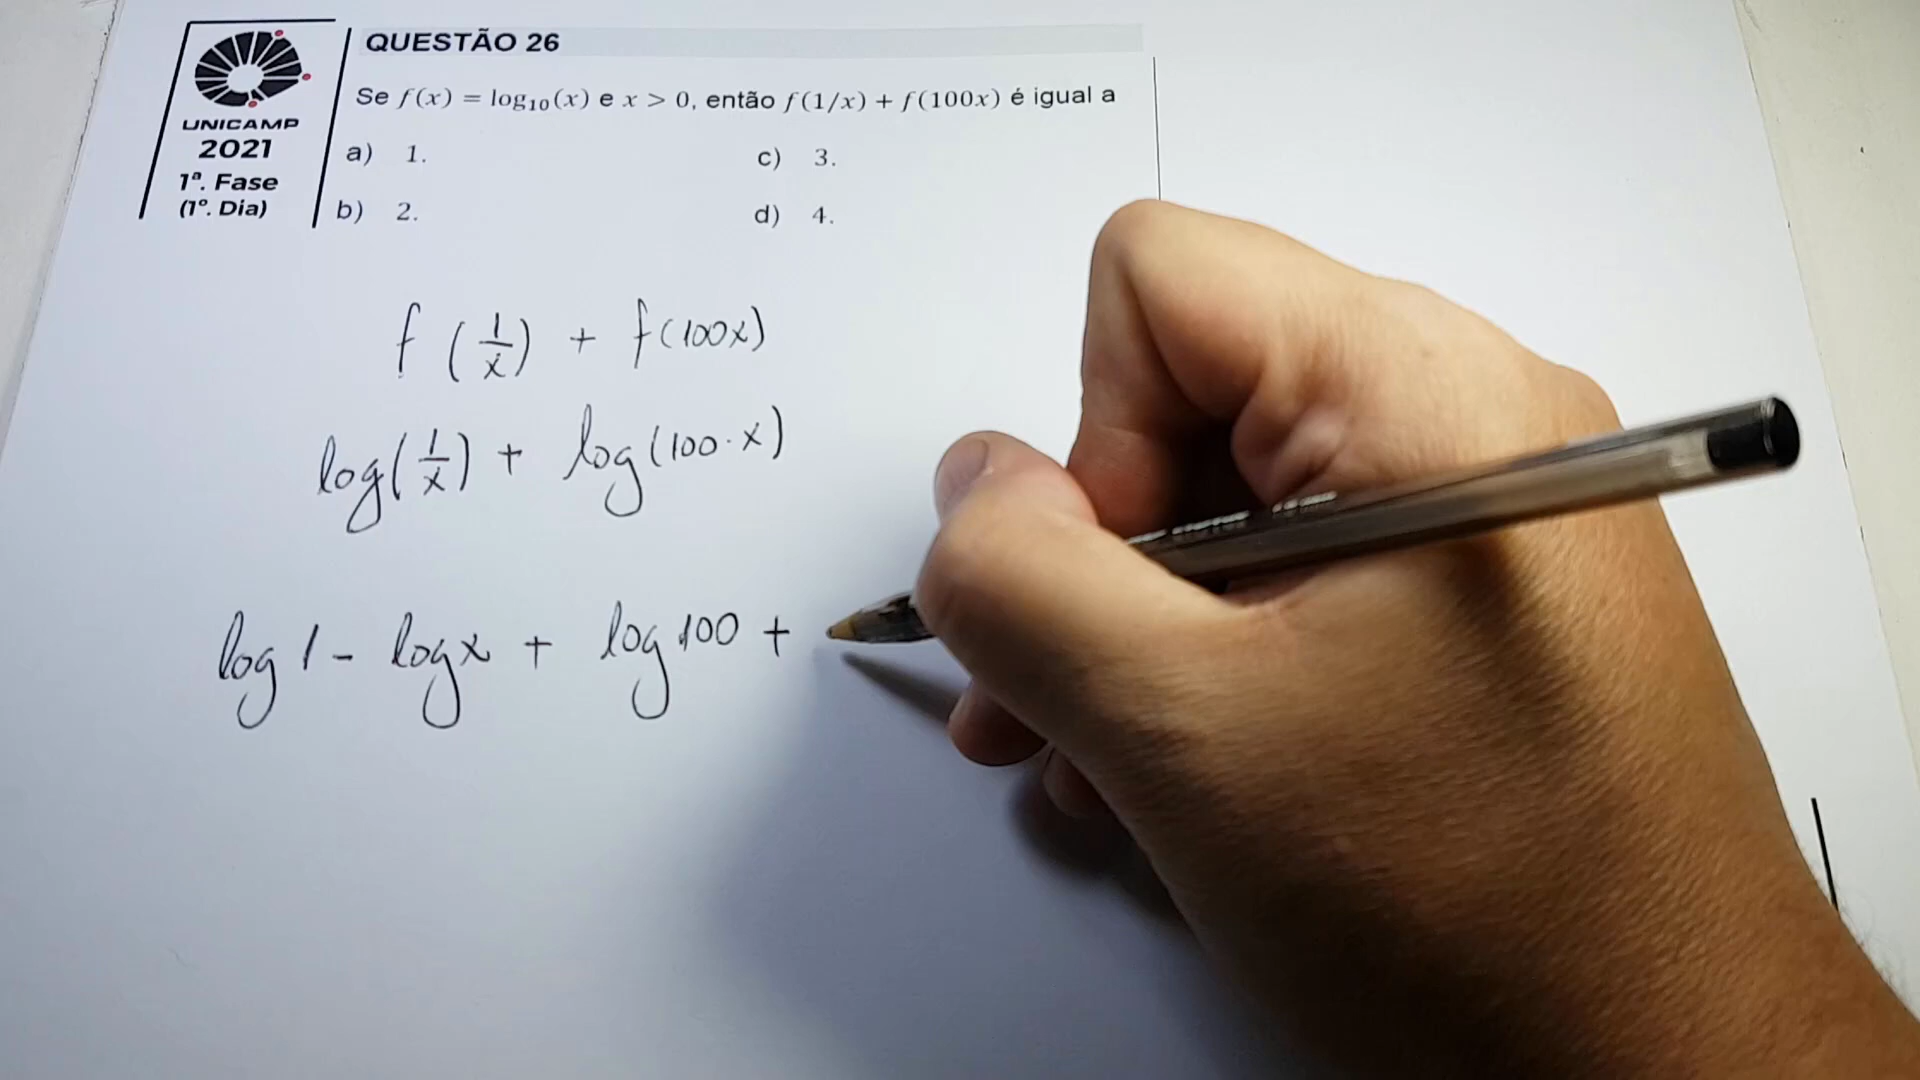 UNICAMP
2021
1ª. Fase
(1º. Dia)
QUESTÃO 26
Se f(x) = log₁₀(x) e x > 0, então f(1/x) + f(100x) é igual a
a) 1.
b) 2.
c) 3.
d) 4.
f(1/x) + f(100x)
log(1/x) + log(100·x)
log 1 - log x + log 100 +